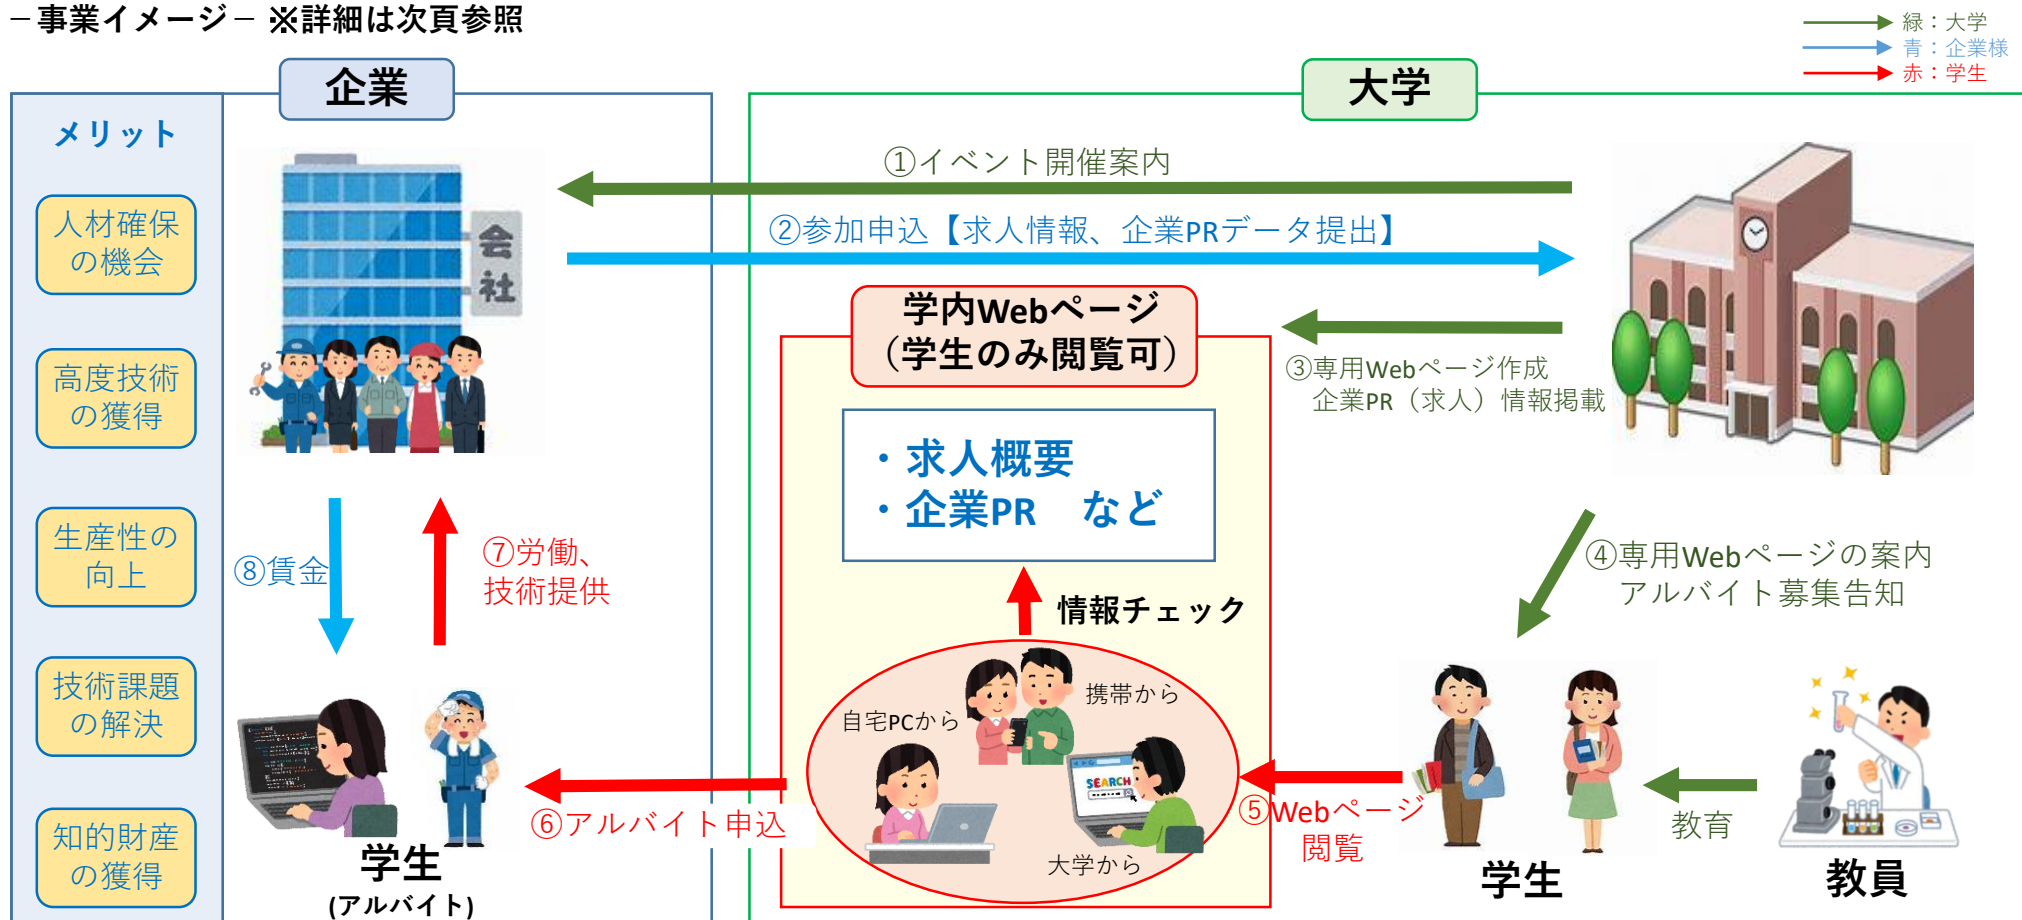 －事業イメージ－ ※詳細は次頁参照
緑：大学
青：企業様
赤：学生
企業
大学
メリット
人材確保
の機会
高度技術
の獲得
生産性の
向上
技術課題
の解決
知的財産
の獲得
会
社
①イベント開催案内
②参加申込【求人情報、企業PRデータ提出】
学内Webページ
（学生のみ閲覧可）
③専用Webページ作成
企業PR（求人）情報掲載
・求人概要
・企業PR　など
④専用Webページの案内
アルバイト募集告知
⑧賃金
⑦労働、
技術提供
情報チェック
携帯から
自宅PCから
SEARCH
大学から
⑤Webページ
閲覧
⑥アルバイト申込
教育
学生
(アルバイト)
学生
教員